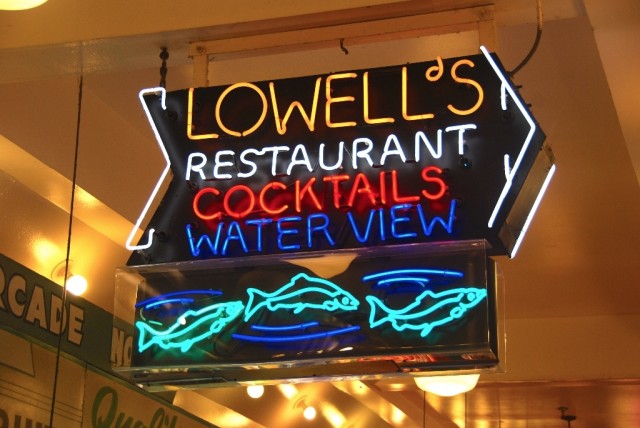 LOWELL'S
RESTAURANT
COCKTAILS
WATER VIEW
RCADE